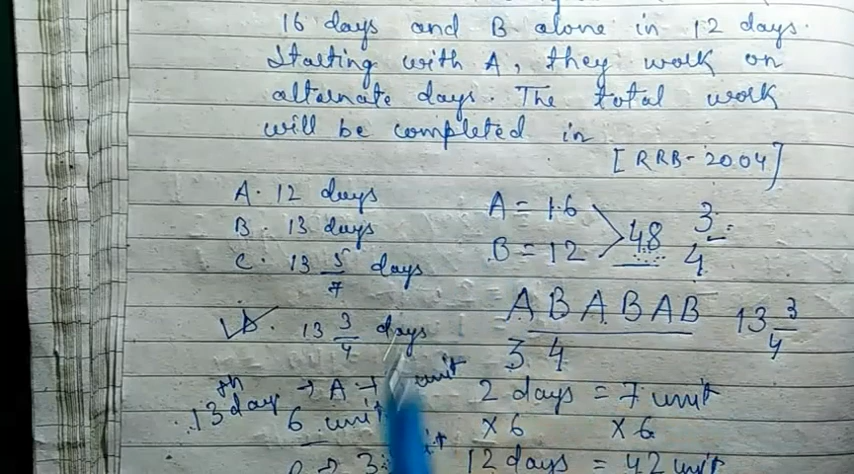 16 days and B alone in 12 days.
Starting with A, they work on
alternate days. The total work
will be completed in
[RRB-2004]
A. 12 days
B. 13 days
C. 13 5/7 days
D. 13 3/4 days
A = 16
B = 12
48
3
4
A B A B A B
3 4
13 3/4
13th day → A →
unit
6 unit
2 days = 7 unit
×6 ×6
12 days = 42 unit